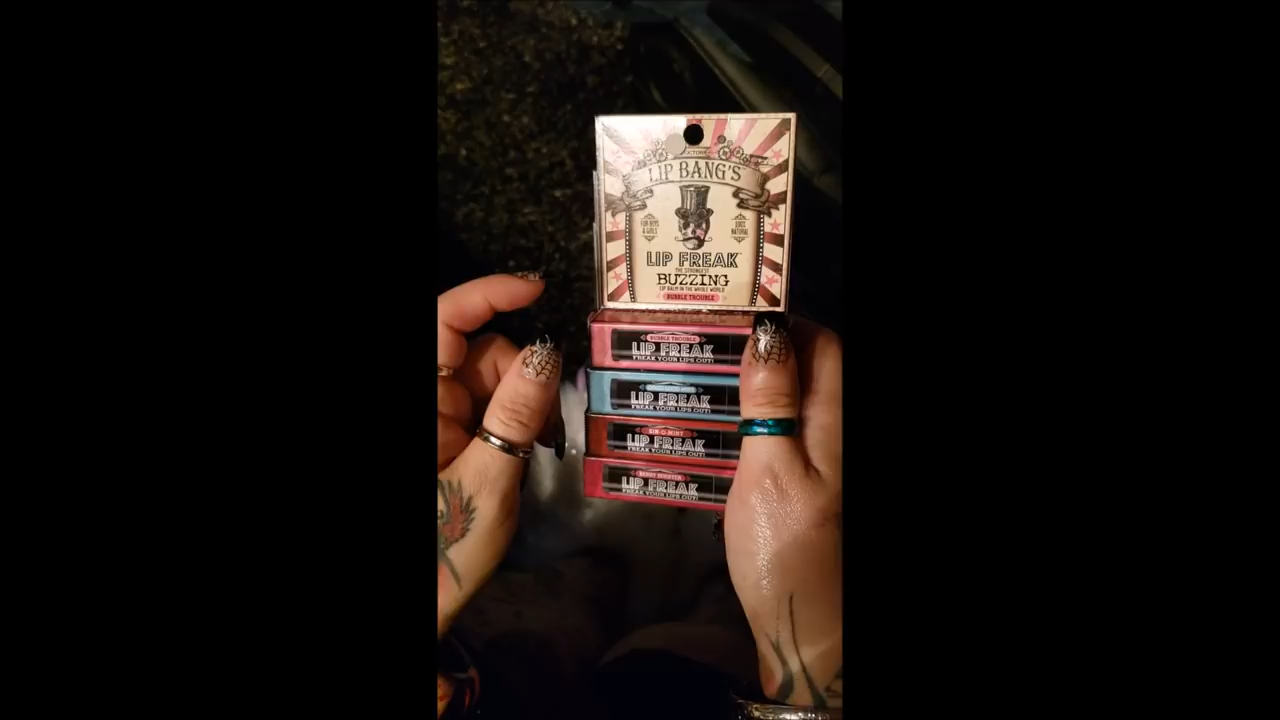 LIP BANG'S
FOR BOYS
& GIRLS
100%
NATURAL
LIP FREAK
THE STRONGEST
BUZZING
LIP BALM IN THE WHOLE WORLD
BUBBLE TROUBLE
BUBBLE TROUBLE
LIP FREAK
FREAK YOUR LIPS OUT!
LIP FREAK
FREAK YOUR LIPS OUT!
SIN-O-MINT
LIP FREAK
FREAK YOUR LIPS OUT!
LIP FREAK
FREAK YOUR LIPS OUT!